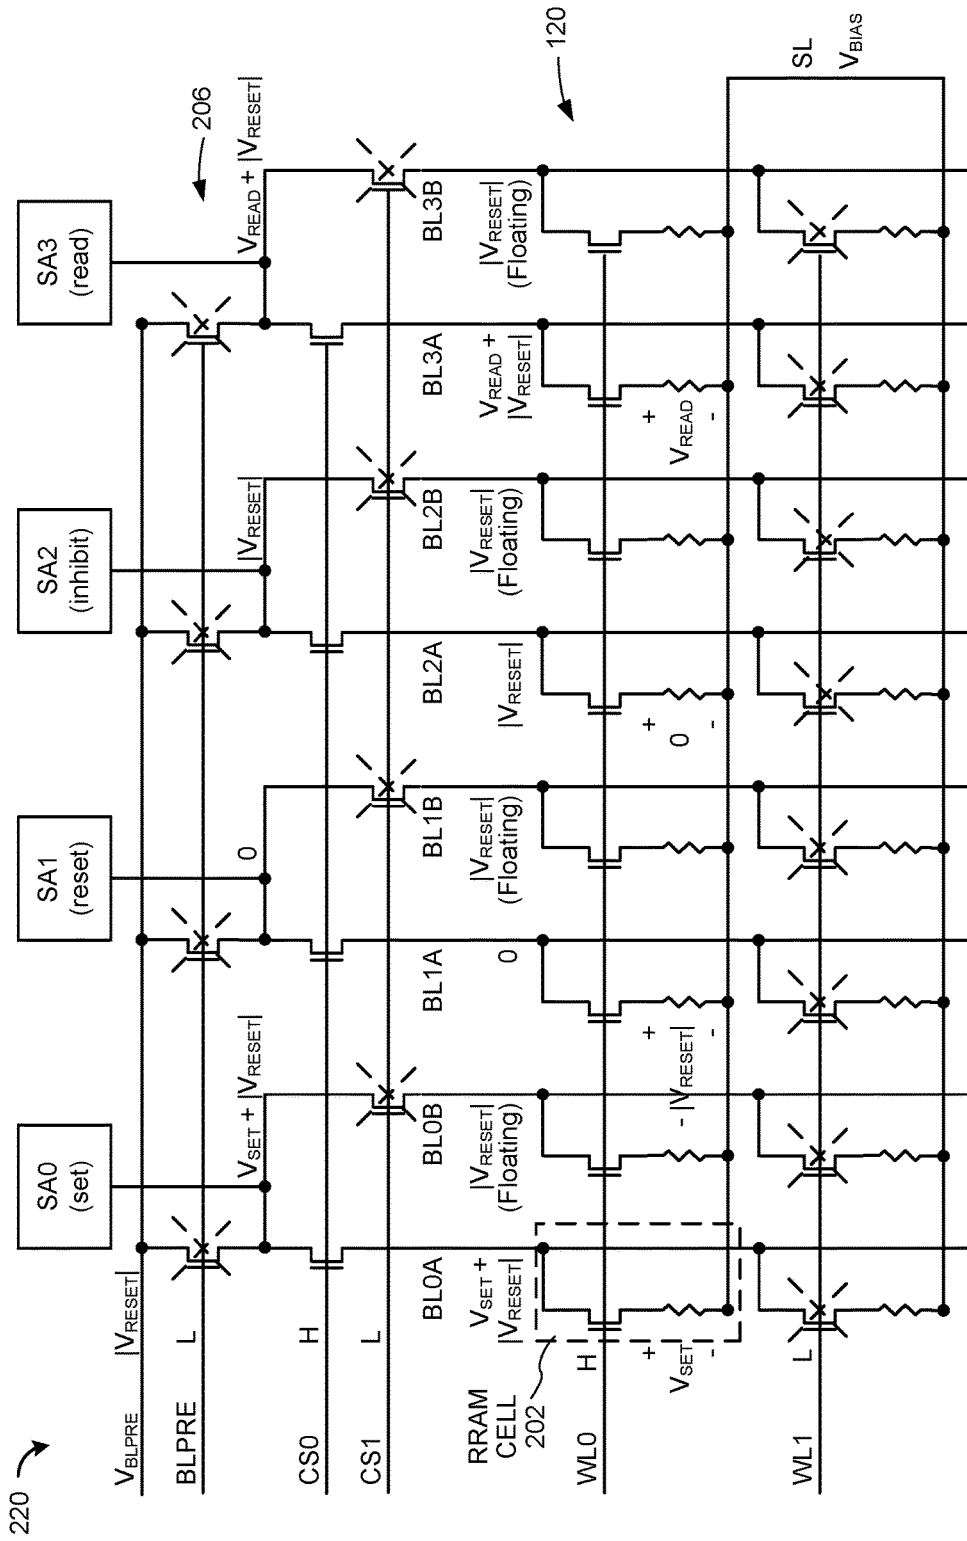 220
SA0
(set)
SA1
(reset)
SA2
(inhibit)
SA3
(read)
206
V_BLPRE
|V_RESET|
BLPRE
L
V_SET + |V_RESET|
0
|V_RESET|
V_READ + |V_RESET|
CS0
H
CS1
L
BL0A
BL0B
BL1A
BL1B
BL2A
BL2B
BL3A
BL3B
V_SET +
|V_RESET|
|V_RESET|
(Floating)
0
|V_RESET|
(Floating)
|V_RESET|
|V_RESET|
(Floating)
V_READ +
|V_RESET|
|V_RESET|
(Floating)
120
RRAM
CELL
202
WL0
H
+
V_SET
-
+
- |V_RESET|
-
+
0
-
+
V_READ
-
WL1
L
SL
V_BIAS